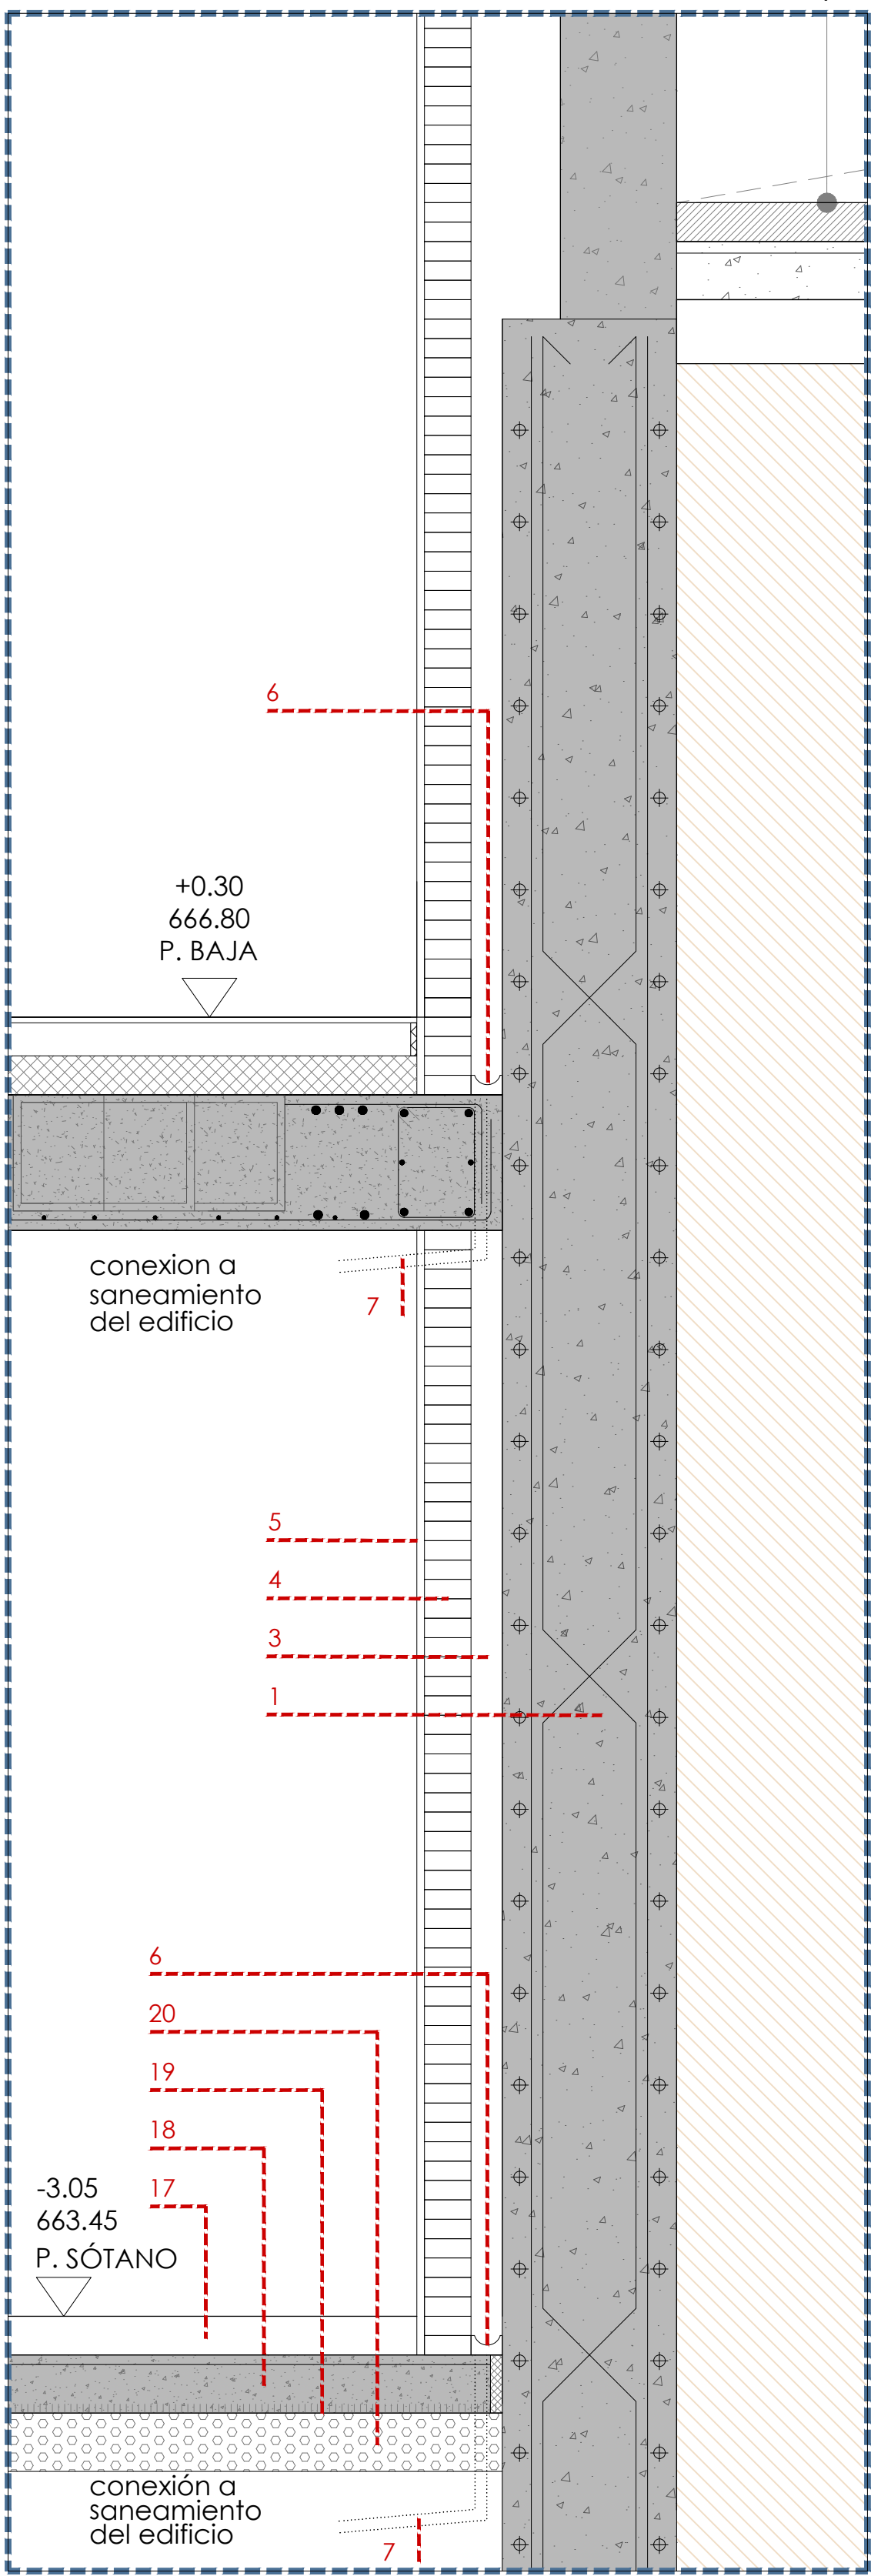 6
+0.30
666.80
P. BAJA
conexion a
saneamiento
del edificio
7
5
4
3
1
6
20
19
18
17
-3.05
663.45
P. SÓTANO
conexión a
saneamiento
del edificio
7